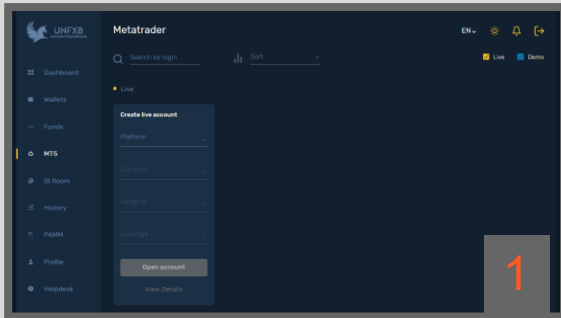 UNFXB
Metatrader
EN
Search by login
Sort
Live
Demo
Dashboard
Wallets
Funds
MT5
IB Room
History
PAMM
Profile
Helpdesk
Live
Create live account
Platform
Currency
Hedging
Leverage
Open account
View Details
1